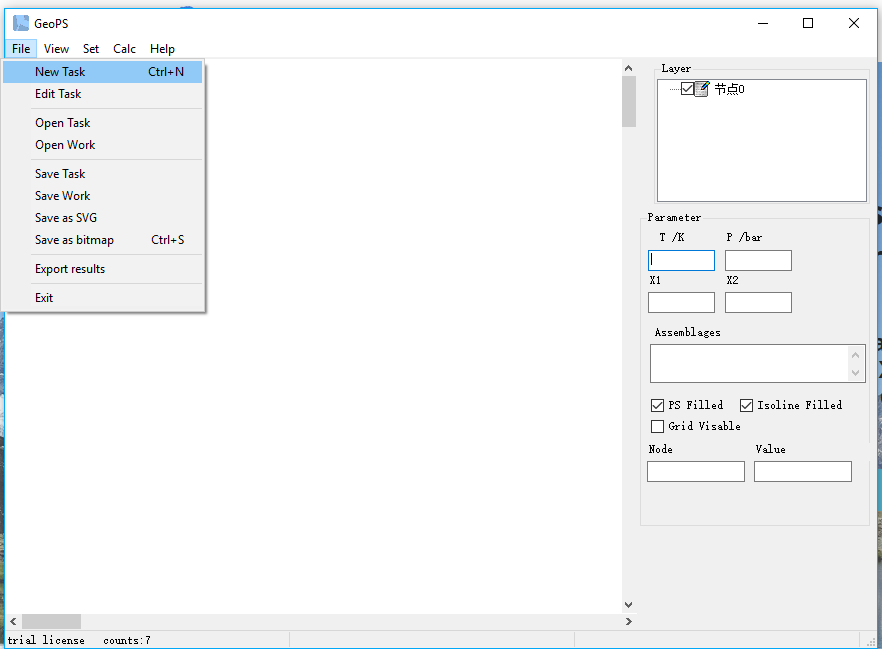 GeoPS
File View Set Calc Help
New Task Ctrl+N
Edit Task
Open Task
Open Work
Save Task
Save Work
Save as SVG
Save as bitmap Ctrl+S
Export results
Exit
Layer
节点0
Parameter
T /K P /bar
X1 X2
Assemblages
PS Filled Isoline Filled
Grid Visable
Node Value
trial license counts:7